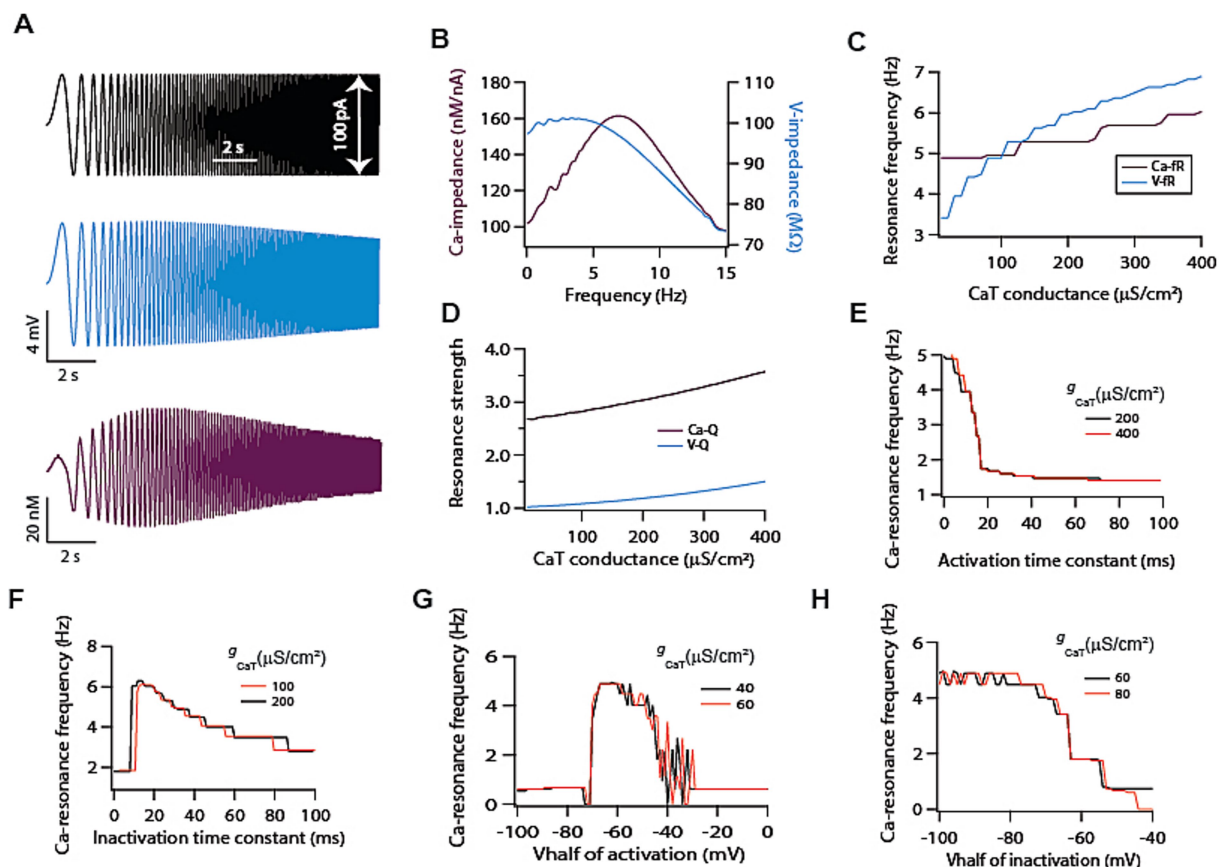 A
100 pA
2 s
4 mV
2 s
20 nM
2 s
B
Ca-impedance (nM/nA)
180
160
140
120
100
110
100
90
80
70
V-impedance (MΩ)
0
5
10
15
Frequency (Hz)
C
Resonance frequency (Hz)
7
6
5
4
3
Ca-fR
V-fR
100
200
300
400
CaT conductance (μS/cm²)
D
Resonance strength
4.0
3.0
2.0
1.0
Ca-Q
V-Q
100
200
300
400
CaT conductance (μS/cm²)
E
Ca-resonance frequency (Hz)
5
4
3
2
1
gCaT(μS/cm²)
200
400
0
20
40
60
80
100
Activation time constant (ms)
F
Ca-resonance frequency (Hz)
8
6
4
2
gCaT(μS/cm²)
100
200
0
20
40
60
80
100
Inactivation time constant (ms)
G
Ca-resonance frequency (Hz)
6
4
2
0
gCaT(μS/cm²)
40
60
-100
-80
-60
-40
-20
0
Vhalf of activation (mV)
H
Ca-resonance frequency (Hz)
6
4
2
0
gCaT(μS/cm²)
60
80
-100
-80
-60
-40
Vhalf of inactivation (mV)